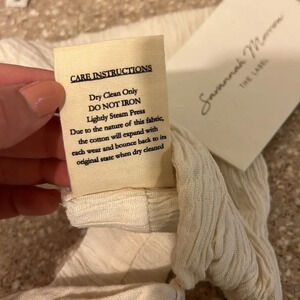 CARE INSTRUCTIONS
Dry Clean Only
DO NOT IRON
Lightly Steam Press
Due to the nature of this fabric,
the cotton will expand with
each wear and bounce back to its
original state when dry cleaned
Savannah Morrow
THE LABEL